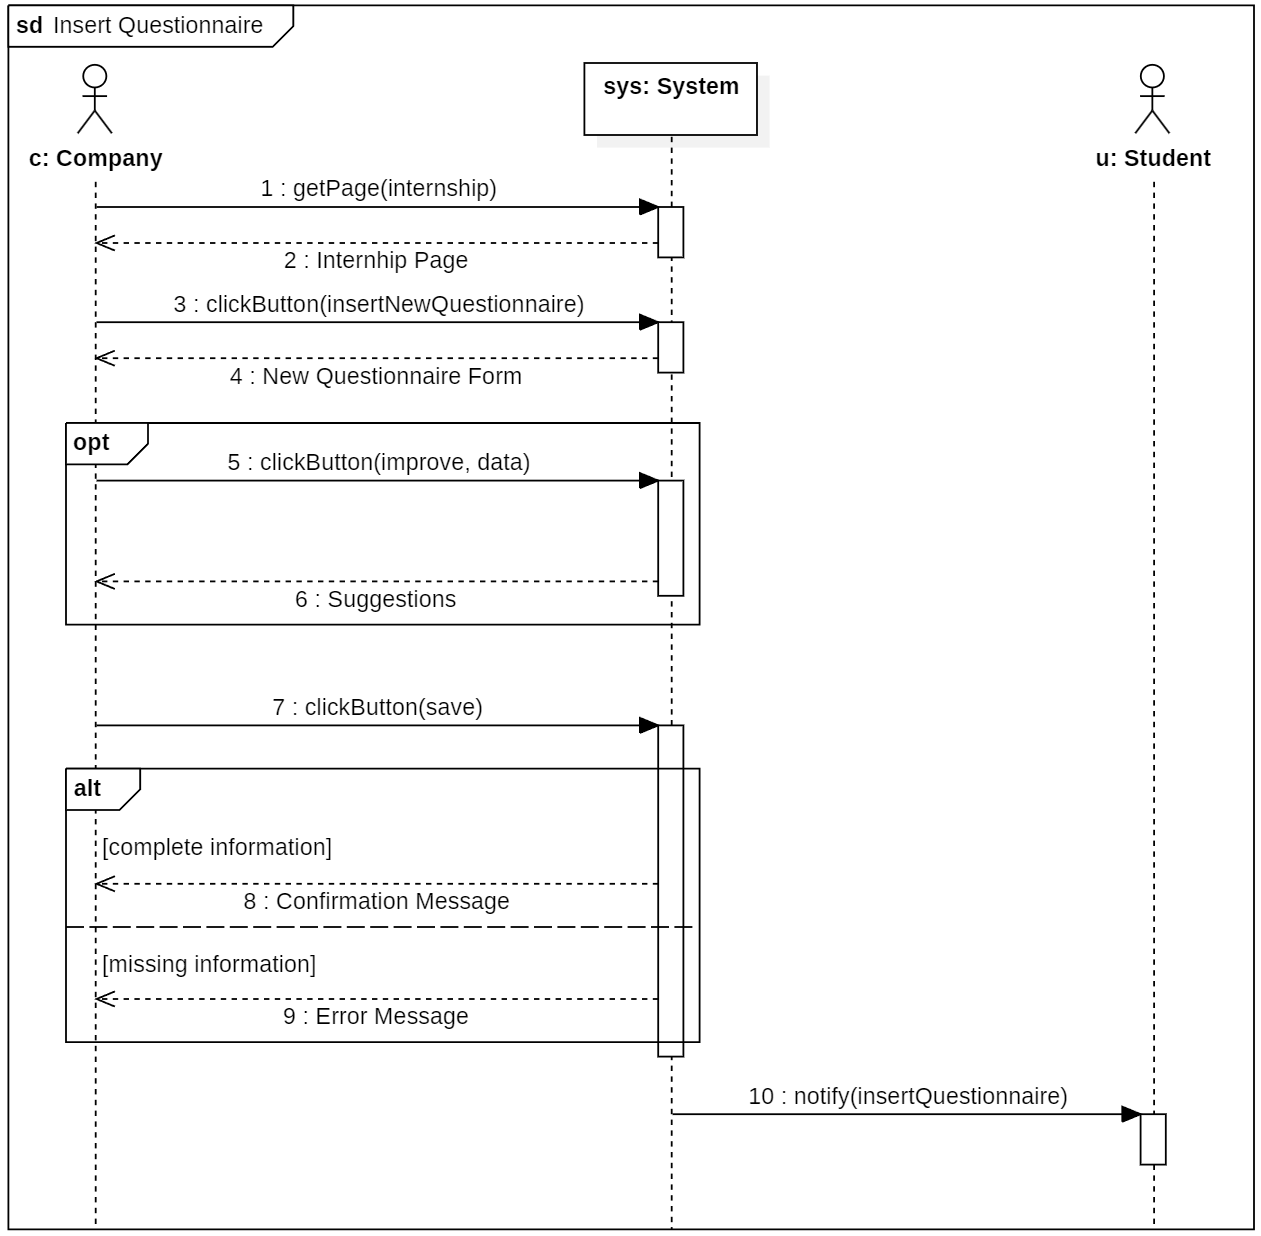 sd Insert Questionnaire
c: Company
sys: System
u: Student
1 : getPage(internship)
2 : Internhip Page
3 : clickButton(insertNewQuestionnaire)
4 : New Questionnaire Form
opt
5 : clickButton(improve, data)
6 : Suggestions
7 : clickButton(save)
alt
[complete information]
8 : Confirmation Message
[missing information]
9 : Error Message
10 : notify(insertQuestionnaire)